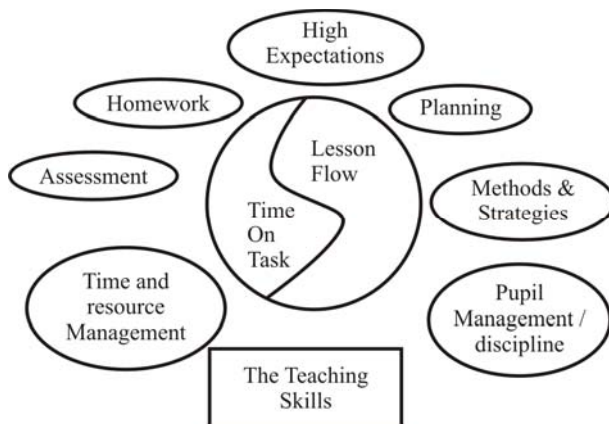 High
Expectations
Homework
Planning
Lesson
Flow
Assessment
Methods &
Strategies
Time
On
Task
Time and
resource
Management
Pupil
Management /
discipline
The Teaching
Skills